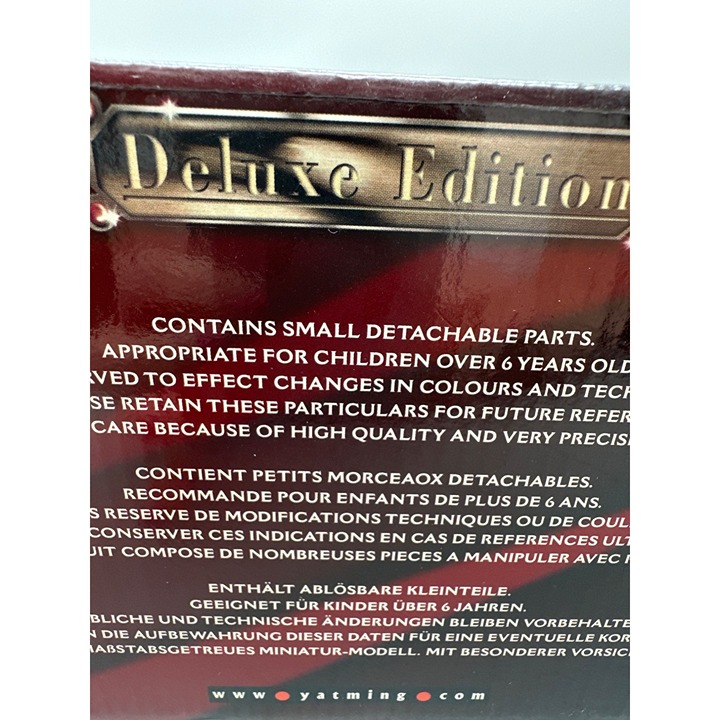 Deluxe Edition
CONTAINS SMALL DETACHABLE PARTS.
APPROPRIATE FOR CHILDREN OVER 6 YEARS OLD
RVED TO EFFECT CHANGES IN COLOURS AND TECH
SE RETAIN THESE PARTICULARS FOR FUTURE REFER
CARE BECAUSE OF HIGH QUALITY AND VERY PRECIS
CONTIENT PETITS MORCEAOX DETACHABLES.
RECOMMANDE POUR ENFANTS DE PLUS DE 6 ANS.
S RESERVE DE MODIFICATIONS TECHNIQUES OU DE COUL
CONSERVER CES INDICATIONS EN CAS DE REFERENCES ULT
UIT COMPOSE DE NOMBREUSES PIECES A MANIPULER AVEC
ENTHÄLT ABLÖSBARE KLEINTEILE.
GEEIGNET FÜR KINDER ÜBER 6 JAHREN.
BLICHE UND TECHNISCHE ÄNDERUNGEN BLEIBEN VORBEHALTE
N DIE AUFBEWAHRUNG DIESER DATEN FÜR EINE EVENTUELLE KOR
MAßSTABSGETREUES MINIATUR-MODELL. MIT BESONDERER VORSIC
www.yatming.com